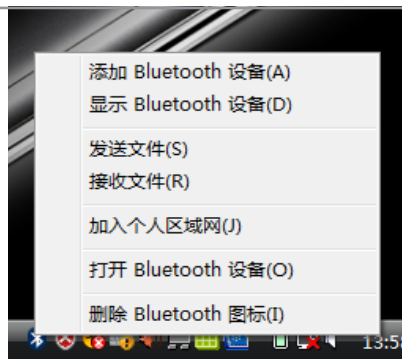 添加 Bluetooth 设备(A)
显示 Bluetooth 设备(D)
发送文件(S)
接收文件(R)
加入个人区域网(J)
打开 Bluetooth 设备(O)
删除 Bluetooth 图标(I)
13:58